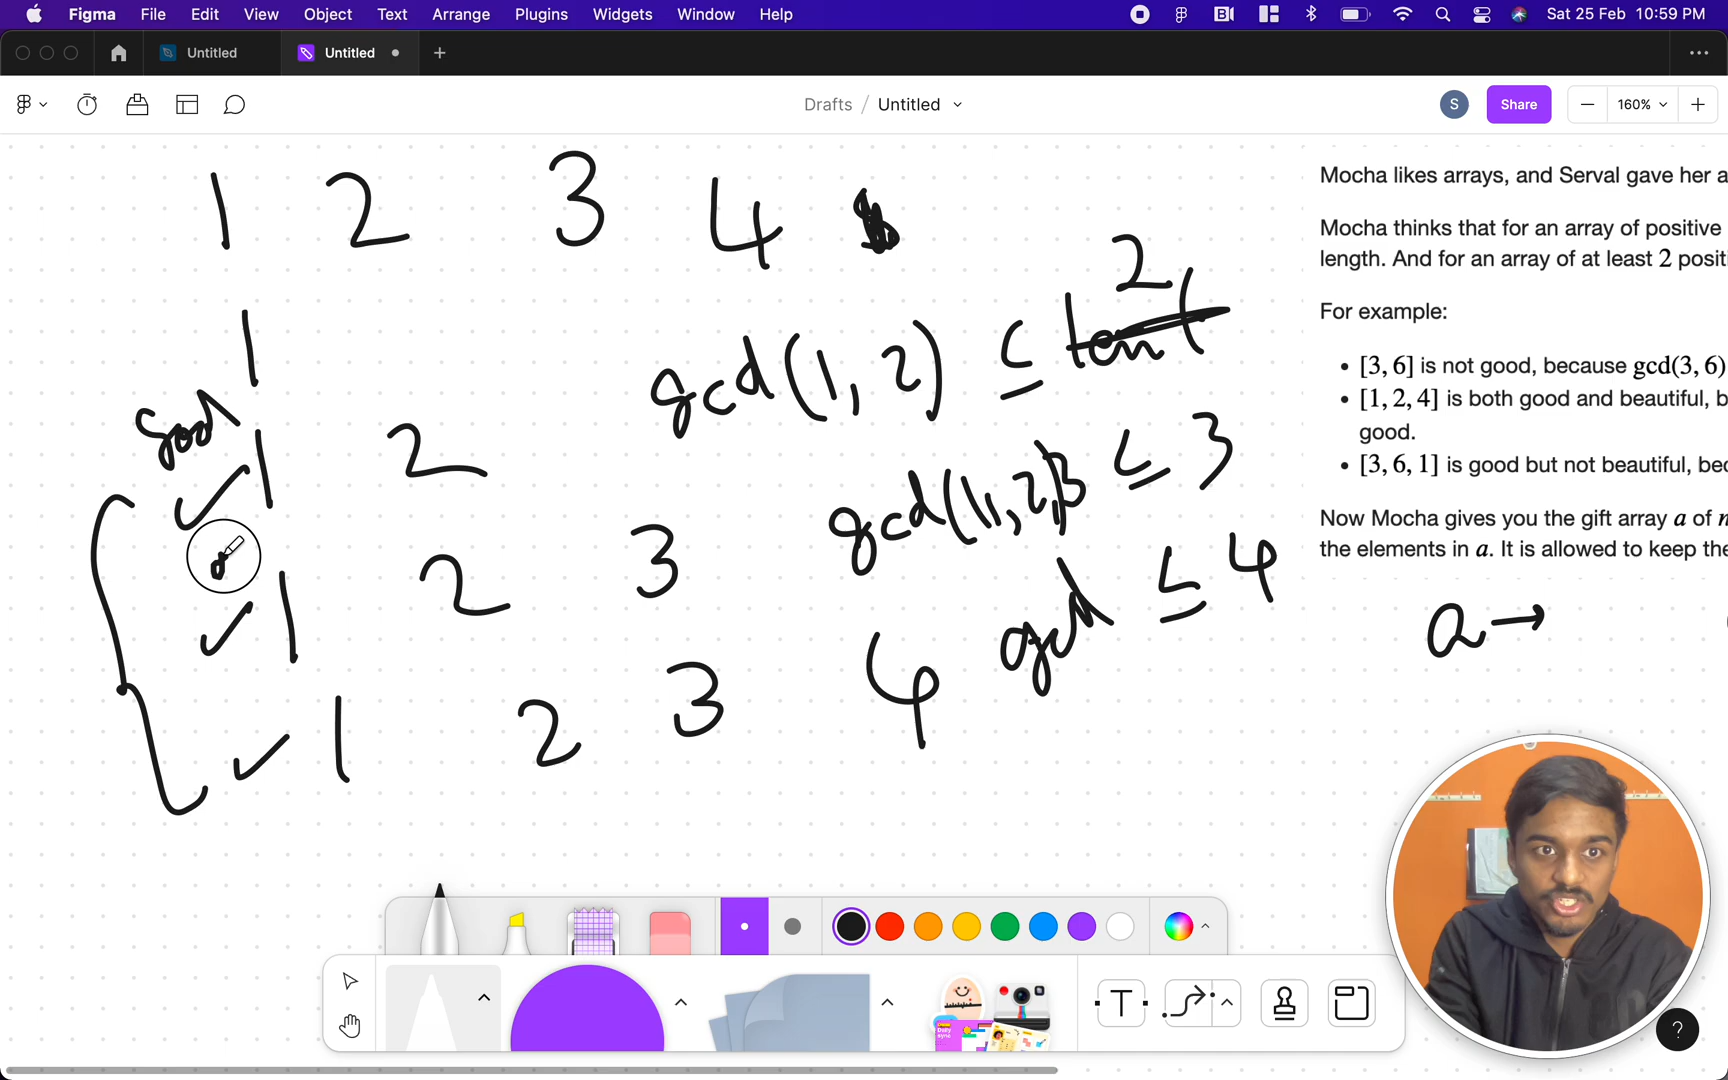 Figma File Edit View Object Text Arrange Plugins Widgets Window Help Sat 25 Feb 10:59 PM
Untitled Untitled
Drafts / Untitled S Share 160%
1 2 3 4
Mocha likes arrays, and Serval gave her a
Mocha thinks that for an array of positive
length. And for an array of at least 2 positi
For example:
[3, 6] is not good, because gcd(3, 6)
[1, 2, 4] is both good and beautiful, b
good.
[3, 6, 1] is good but not beautiful, bec
Now Mocha gives you the gift array a of n
the elements in a. It is allowed to keep the
a →
1
2
gcd(1, 2) ≤
good
1 2
gcd(1, 2, 3 ≤ 3
1 2 3
gcd ≤ 4
1 2 3 4
T
?